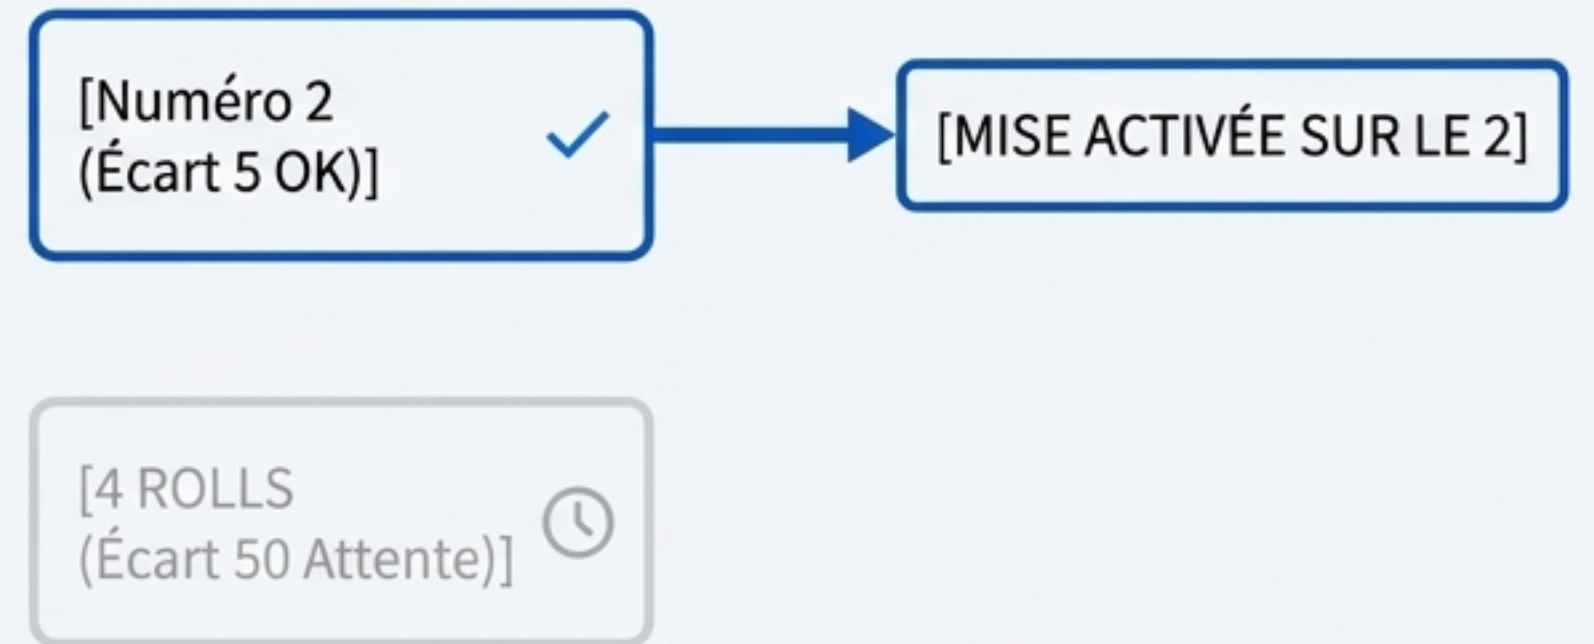 [Numéro 2
(Écart 5 OK)]
[MISE ACTIVÉE SUR LE 2]
[4 ROLLS
(Écart 50 Attente)]